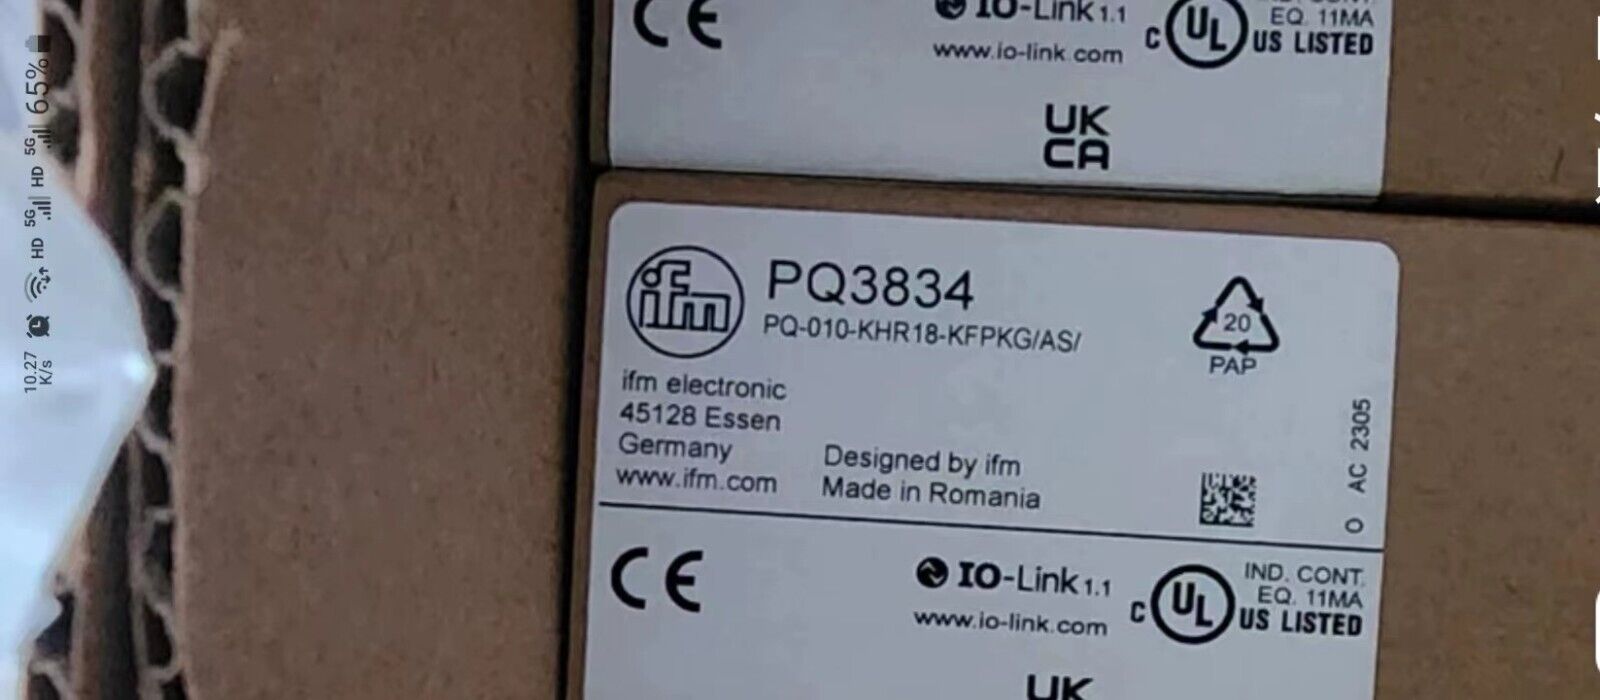 IO-Link 1.1
www.io-link.com
EQ. 11MA
C UL US LISTED
UK
CA
ifm
PQ3834
PQ-010-KHR18-KFPKG/AS/
20
PAP
ifm electronic
45128 Essen
Germany
www.ifm.com
Designed by ifm
Made in Romania
O AC 2305
CE
IO-Link 1.1
www.io-link.com
IND. CONT.
EQ. 11MA
C UL US LISTED
UK
CE
65%
5G
HD
5G
HD
10.27
K/s